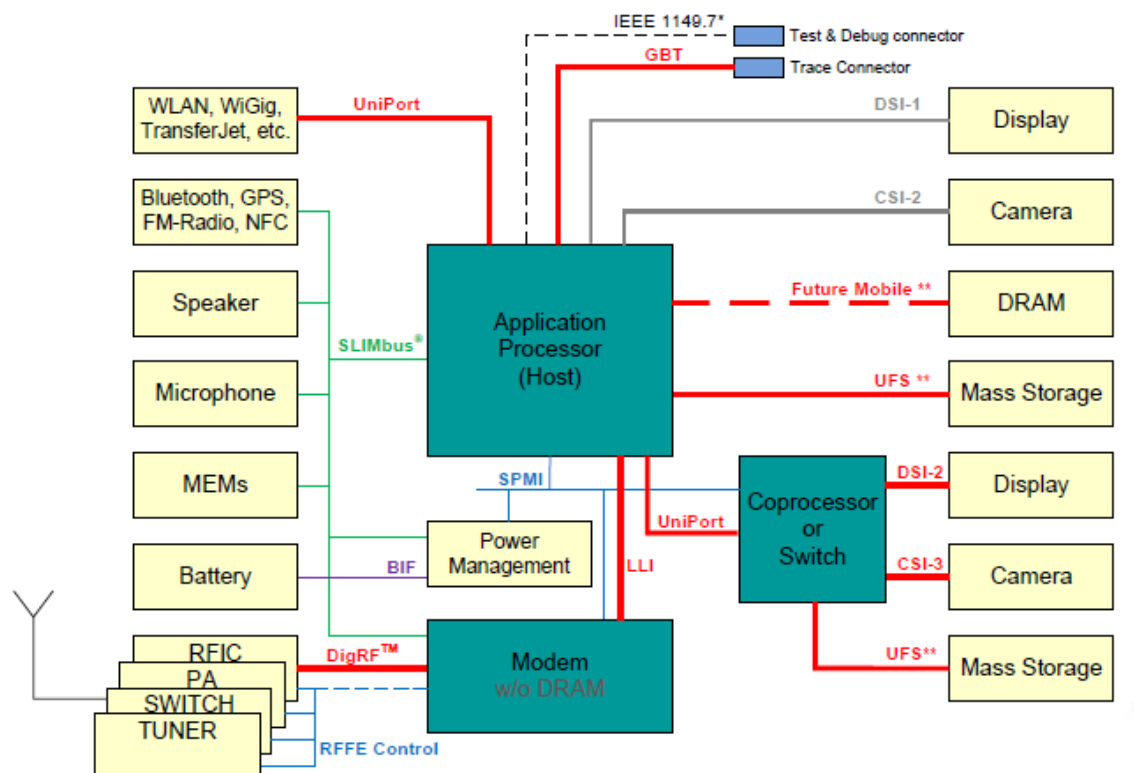 IEEE 1149.7*
Test & Debug connector
GBT
Trace Connector
WLAN, WiGig,
TransferJet, etc.
UniPort
DSI-1
Display
Bluetooth, GPS,
FM-Radio, NFC
CSI-2
Camera
Speaker
Application
Processor
(Host)
Future Mobile **
DRAM
SLIMbus®
Microphone
UFS **
Mass Storage
MEMs
SPMI
Coprocessor
or
Switch
DSI-2
Display
UniPort
Power
Management
Battery
BIF
LLI
CSI-3
Camera
RFIC
DigRF™
PA
SWITCH
TUNER
Modem
w/o DRAM
UFS**
Mass Storage
RFFE Control